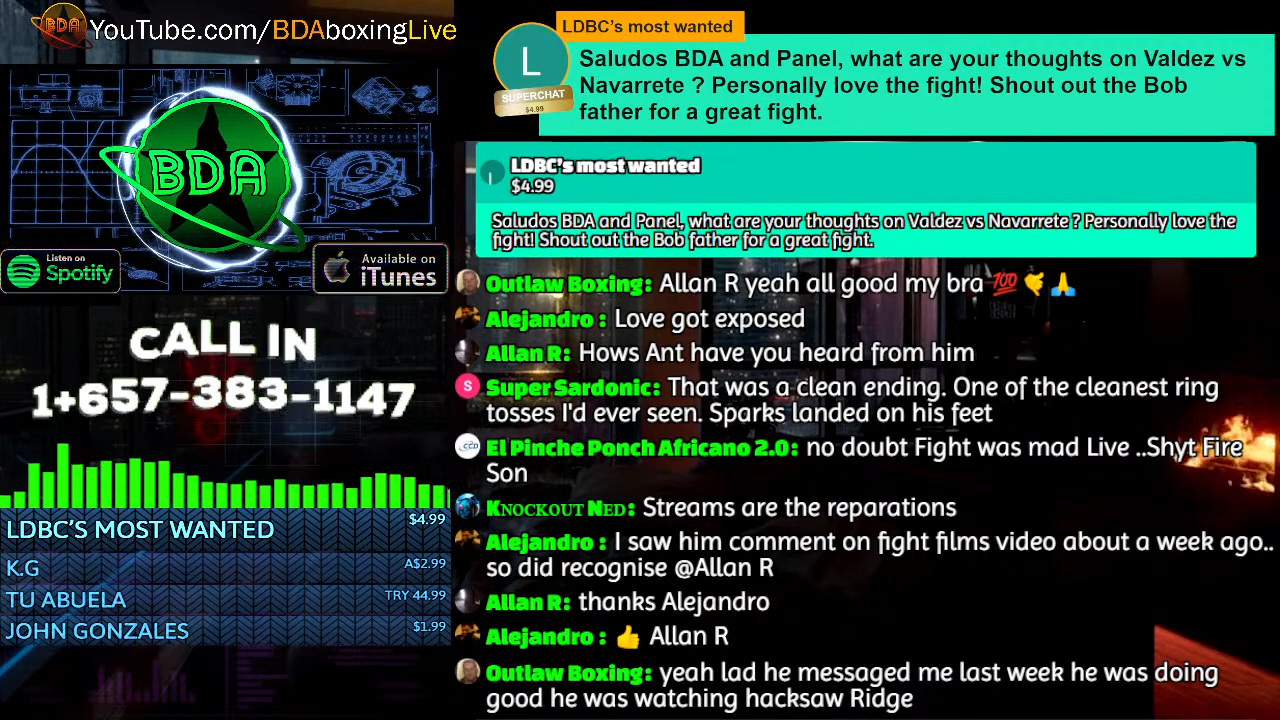 BDA
YouTube.com/BDAboxingLive
BDA
Listen on
Spotify
Available on
iTunes
CALL IN
1+657-383-1147
LDBC'S MOST WANTED $4.99
K.G A$2.99
TU ABUELA TRY 44.99
JOHN GONZALES $1.99
LDBC's most wanted
L
SUPERCHAT
$4.99
Saludos BDA and Panel, what are your thoughts on Valdez vs
Navarrete ? Personally love the fight! Shout out the Bob
father for a great fight.
LDBC's most wanted
$4.99
Saludos BDA and Panel, what are your thoughts on Valdez vs Navarrete ? Personally love the
fight! Shout out the Bob father for a great fight.
Outlaw Boxing: Allan R yeah all good my bra 💯🤙🙏
Alejandro : Love got exposed
Allan R: Hows Ant have you heard from him
S
Super Sardonic: That was a clean ending. One of the cleanest ring
tosses I'd ever seen. Sparks landed on his feet
El Pinche Ponch Africano 2.0: no doubt Fight was mad Live ..Shyt Fire
Son
Knockout Ned: Streams are the reparations
Alejandro : I saw him comment on fight films video about a week ago..
so did recognise @Allan R
Allan R: thanks Alejandro
Alejandro : 👍 Allan R
Outlaw Boxing: yeah lad he messaged me last week he was doing
good he was watching hacksaw Ridge